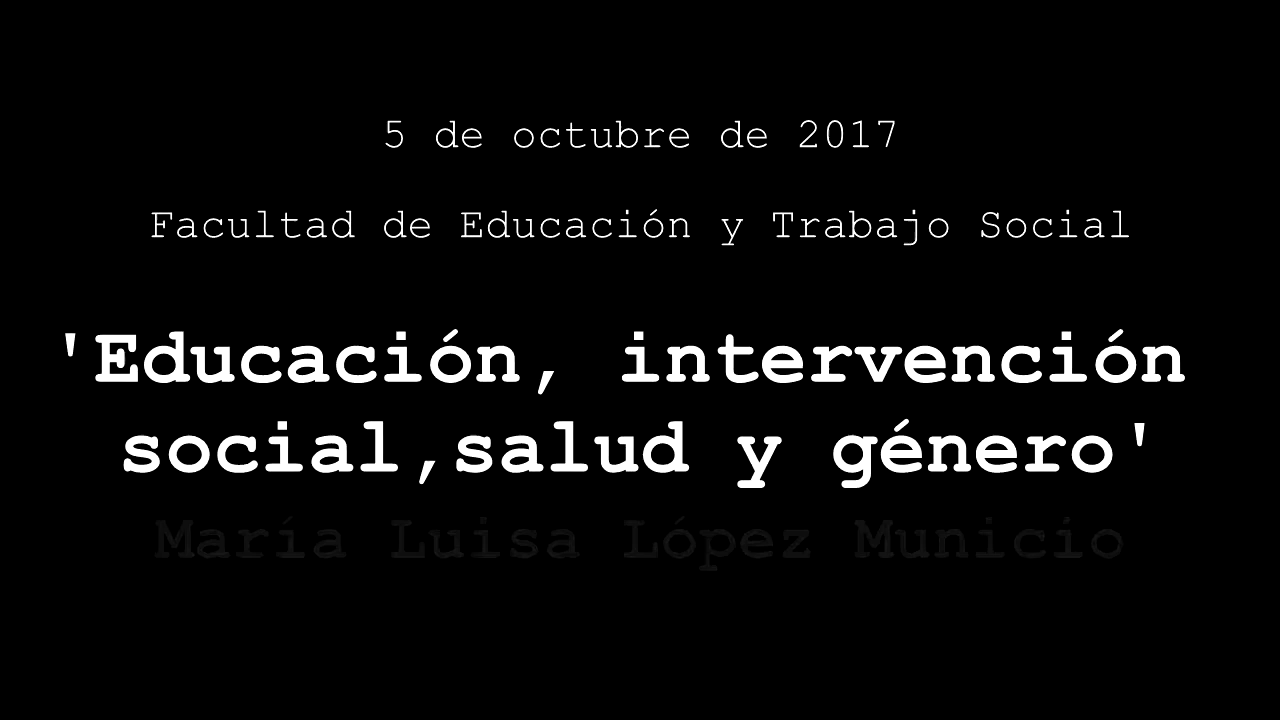 5 de octubre de 2017
Facultad de Educación y Trabajo Social
'Educación, intervención
social,salud y género'
María Luisa López Municio